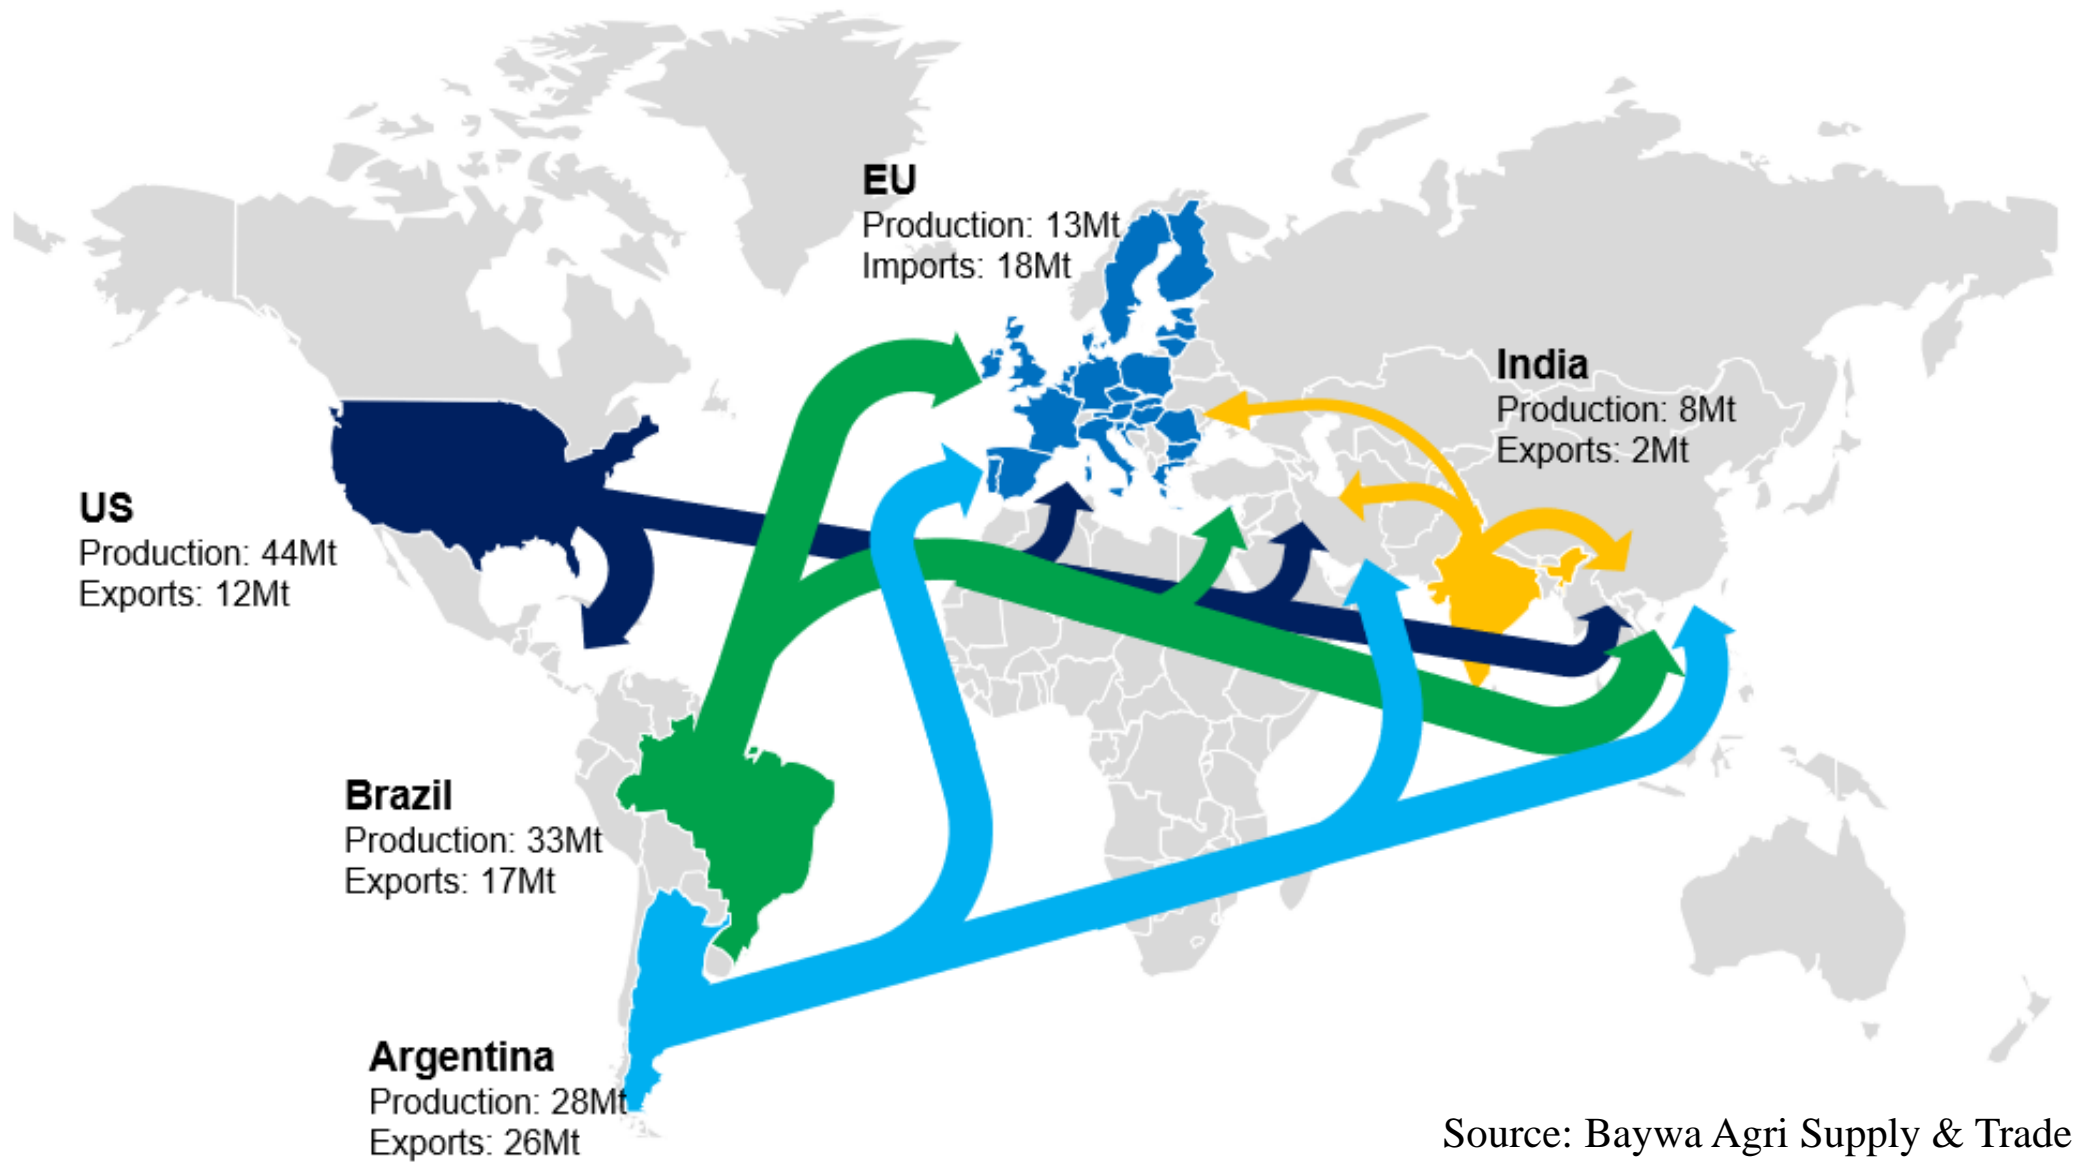 EU
Production: 13Mt
Imports: 18Mt
India
Production: 8Mt
Exports: 2Mt
US
Production: 44Mt
Exports: 12Mt
Brazil
Production: 33Mt
Exports: 17Mt
Argentina
Production: 28Mt
Exports: 26Mt
Source: Baywa Agri Supply & Trade